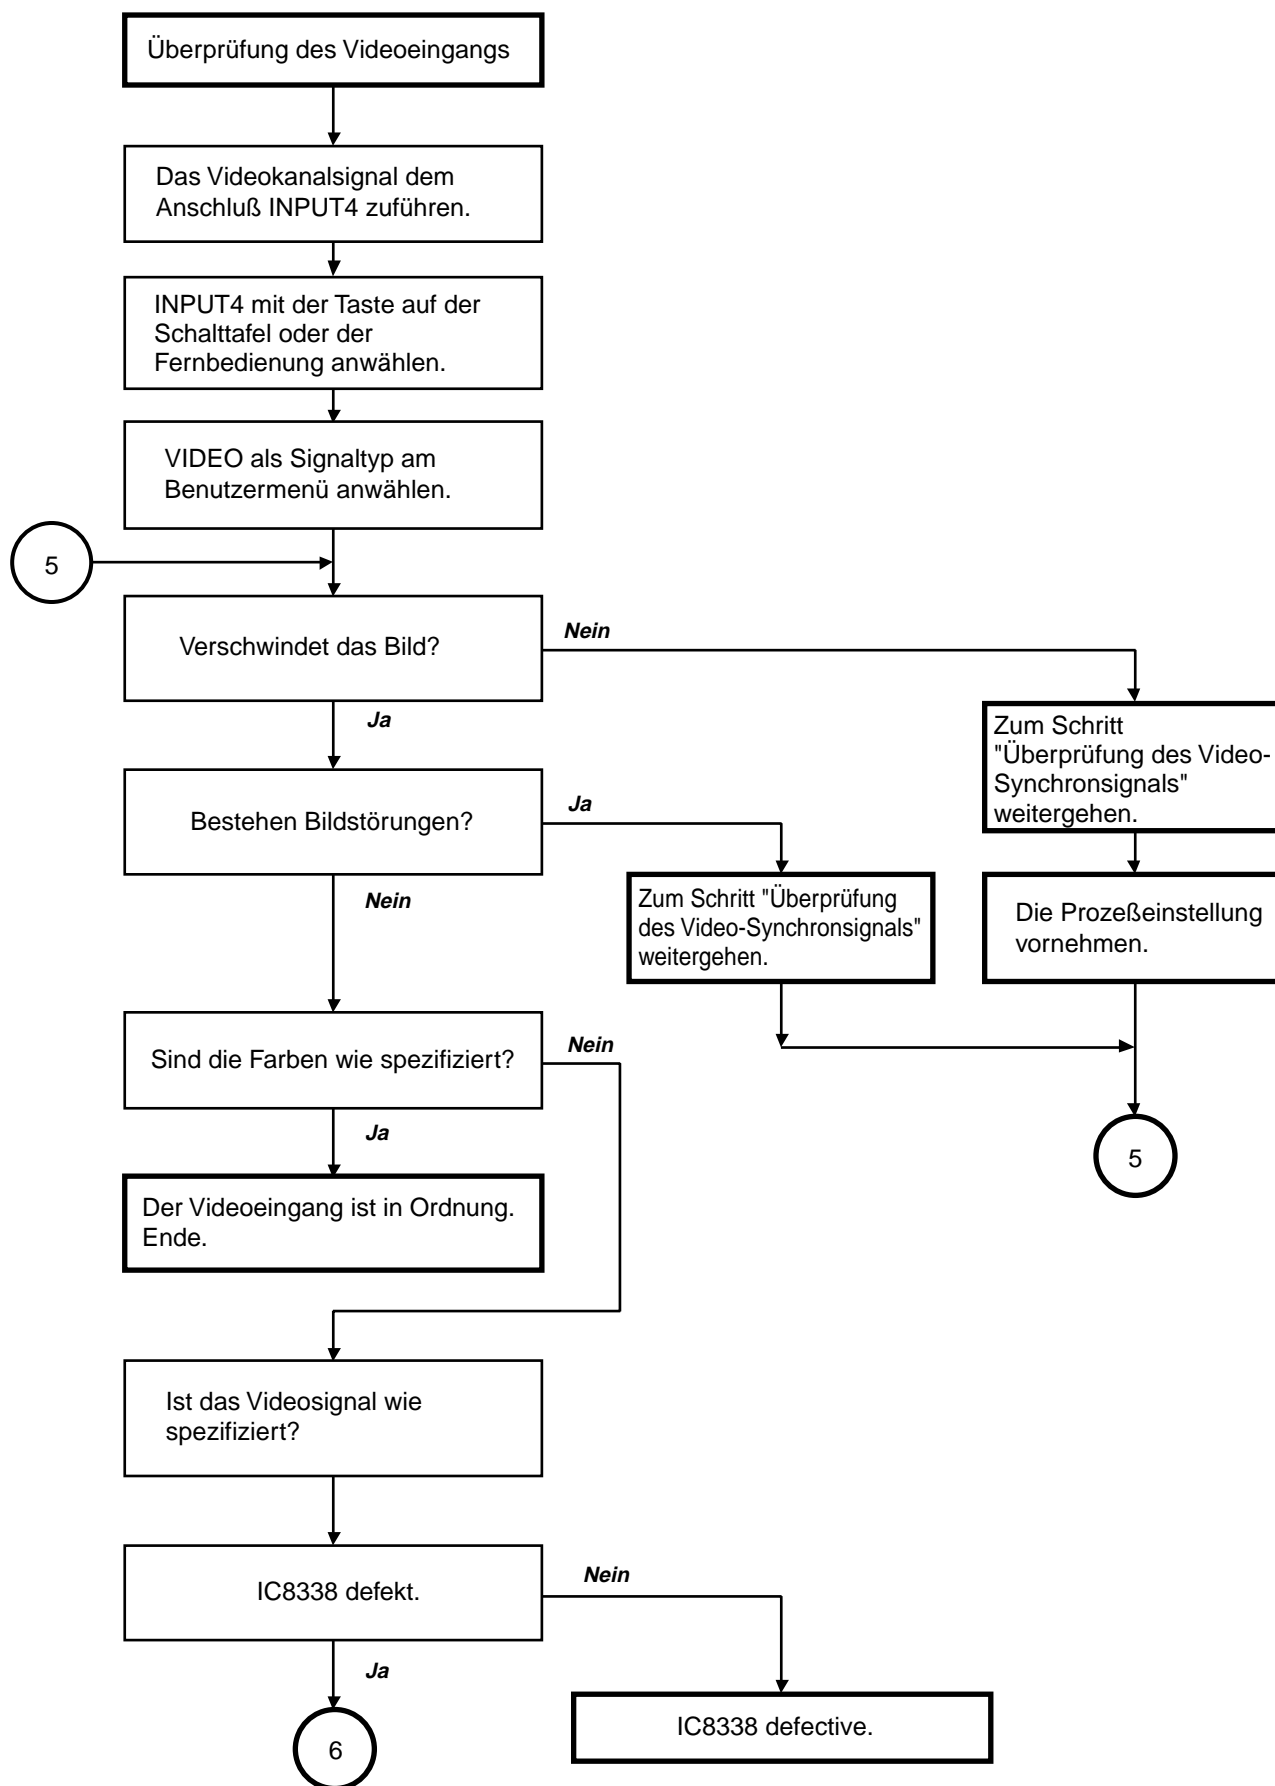 Überprüfung des Videoeingangs
Das Videokanalsignal dem
Anschluß INPUT4 zuführen.
INPUT4 mit der Taste auf der
Schalttafel oder der
Fernbedienung anwählen.
VIDEO als Signaltyp am
Benutzermenü anwählen.
5
Verschwindet das Bild?
Nein
Ja
Zum Schritt
"Überprüfung des Video-
Synchronsignals"
weitergehen.
Bestehen Bildstörungen?
Ja
Nein
Zum Schritt "Überprüfung
des Video-Synchronsignals"
weitergehen.
Die Prozeßeinstellung
vornehmen.
Sind die Farben wie spezifiziert?
Nein
Ja
5
Der Videoeingang ist in Ordnung.
Ende.
Ist das Videosignal wie
spezifiziert?
IC8338 defekt.
Nein
Ja
IC8338 defective.
6